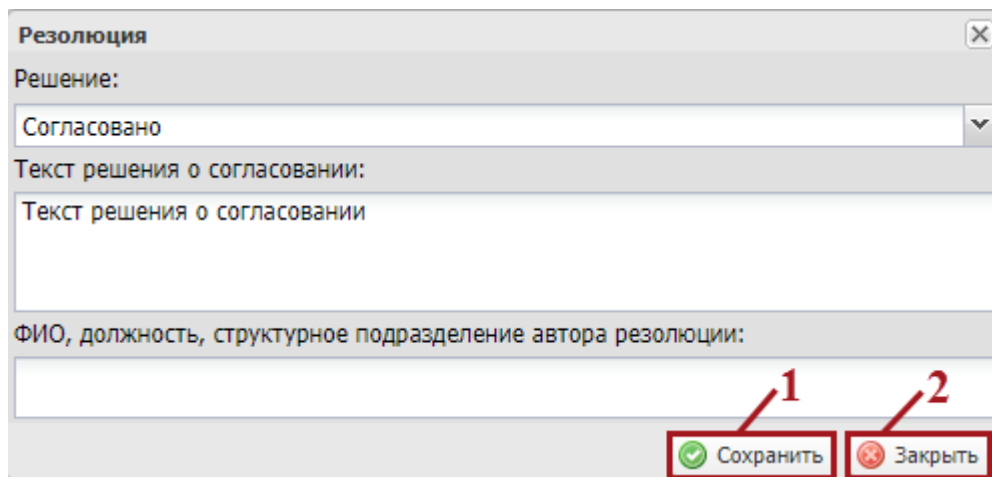 Резолюция
Решение:
Согласовано
Текст решения о согласовании:
Текст решения о согласовании
ФИО, должность, структурное подразделение автора резолюции:
1 2
Сохранить Закрыть